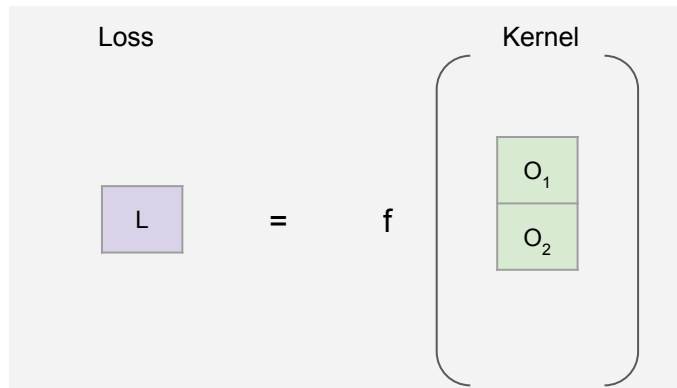 Loss Kernel
O₁
L = f
O₂